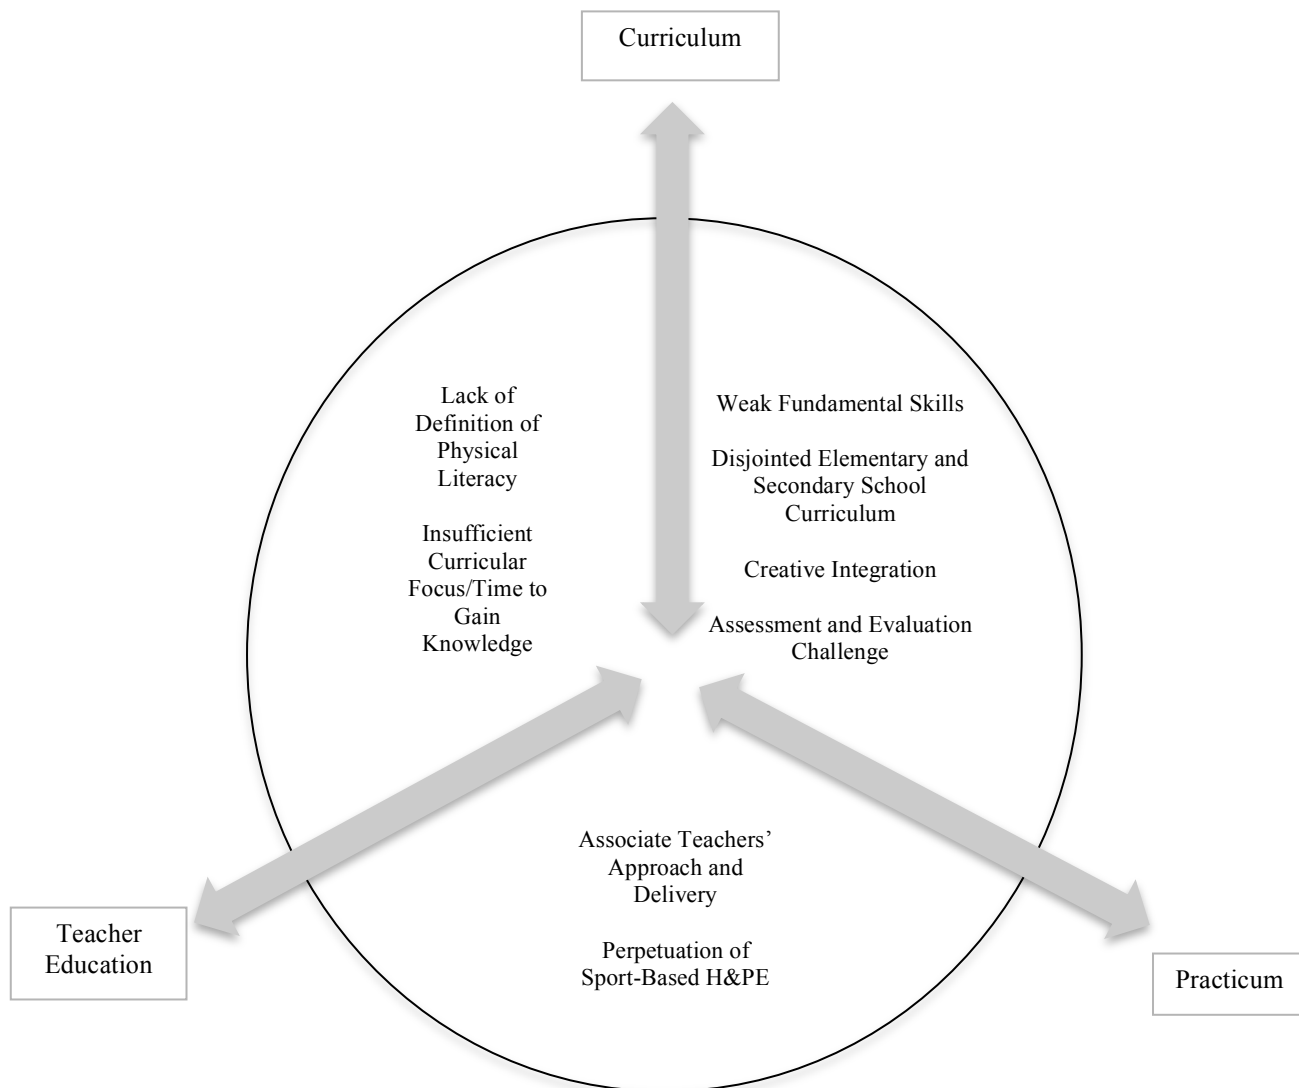 Curriculum
Lack of
Definition of
Physical
Literacy
Insufficient
Curricular
Focus/Time to
Gain
Knowledge
Weak Fundamental Skills
Disjointed Elementary and
Secondary School
Curriculum
Creative Integration
Assessment and Evaluation
Challenge
Associate Teachers’
Approach and
Delivery
Perpetuation of
Sport-Based H&PE
Teacher
Education
Practicum